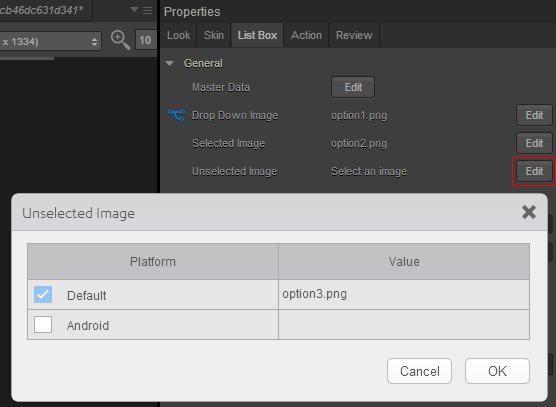 cb46dc631d341*
Properties
x 1334)
10
Look Skin List Box Action Review
General
Master Data Edit
Drop Down Image option1.png Edit
Selected Image option2.png Edit
Unselected Image Select an image Edit
Unselected Image
Platform Value
Default option3.png
Android
Cancel OK